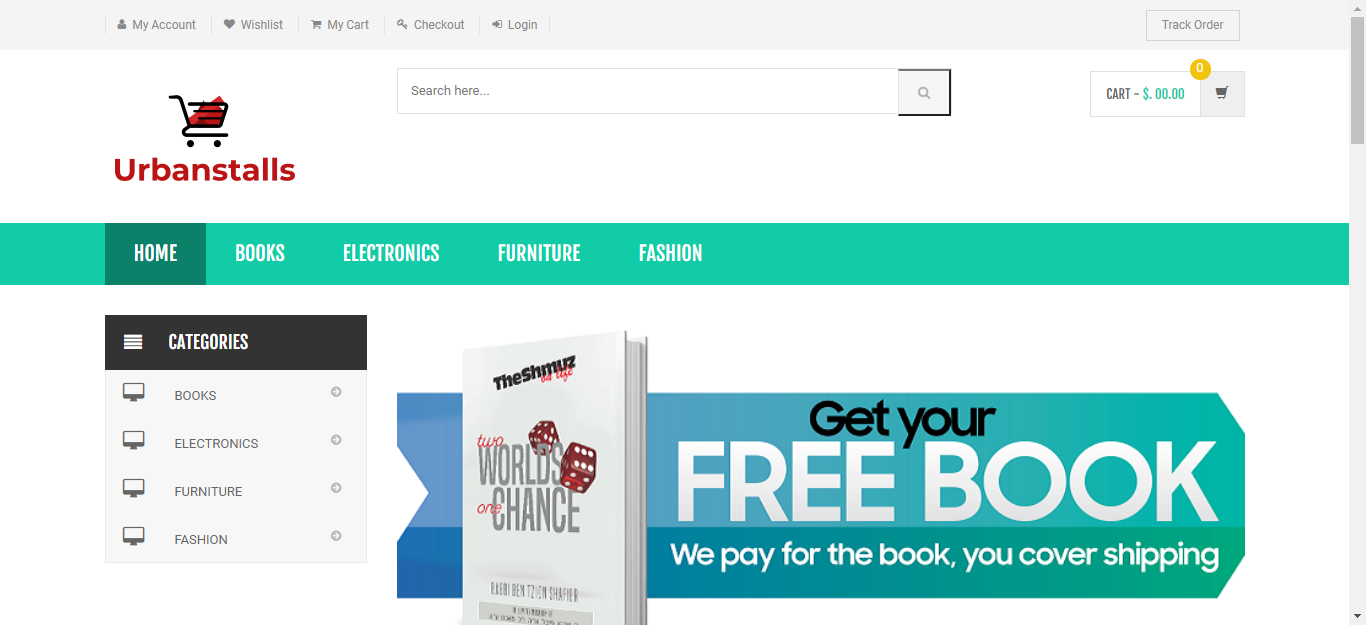 My Account Wishlist My Cart Checkout Login Track Order
Search here...
0
CART - $. 00.00
Urbanstalls
HOME BOOKS ELECTRONICS FURNITURE FASHION
CATEGORIES
BOOKS
ELECTRONICS
FURNITURE
FASHION
TheShmuz
on life
two
WORLDS
one
CHANCE
RABBI BEN TZION SHAFIER
Get your
FREE BOOK
We pay for the book, you cover shipping